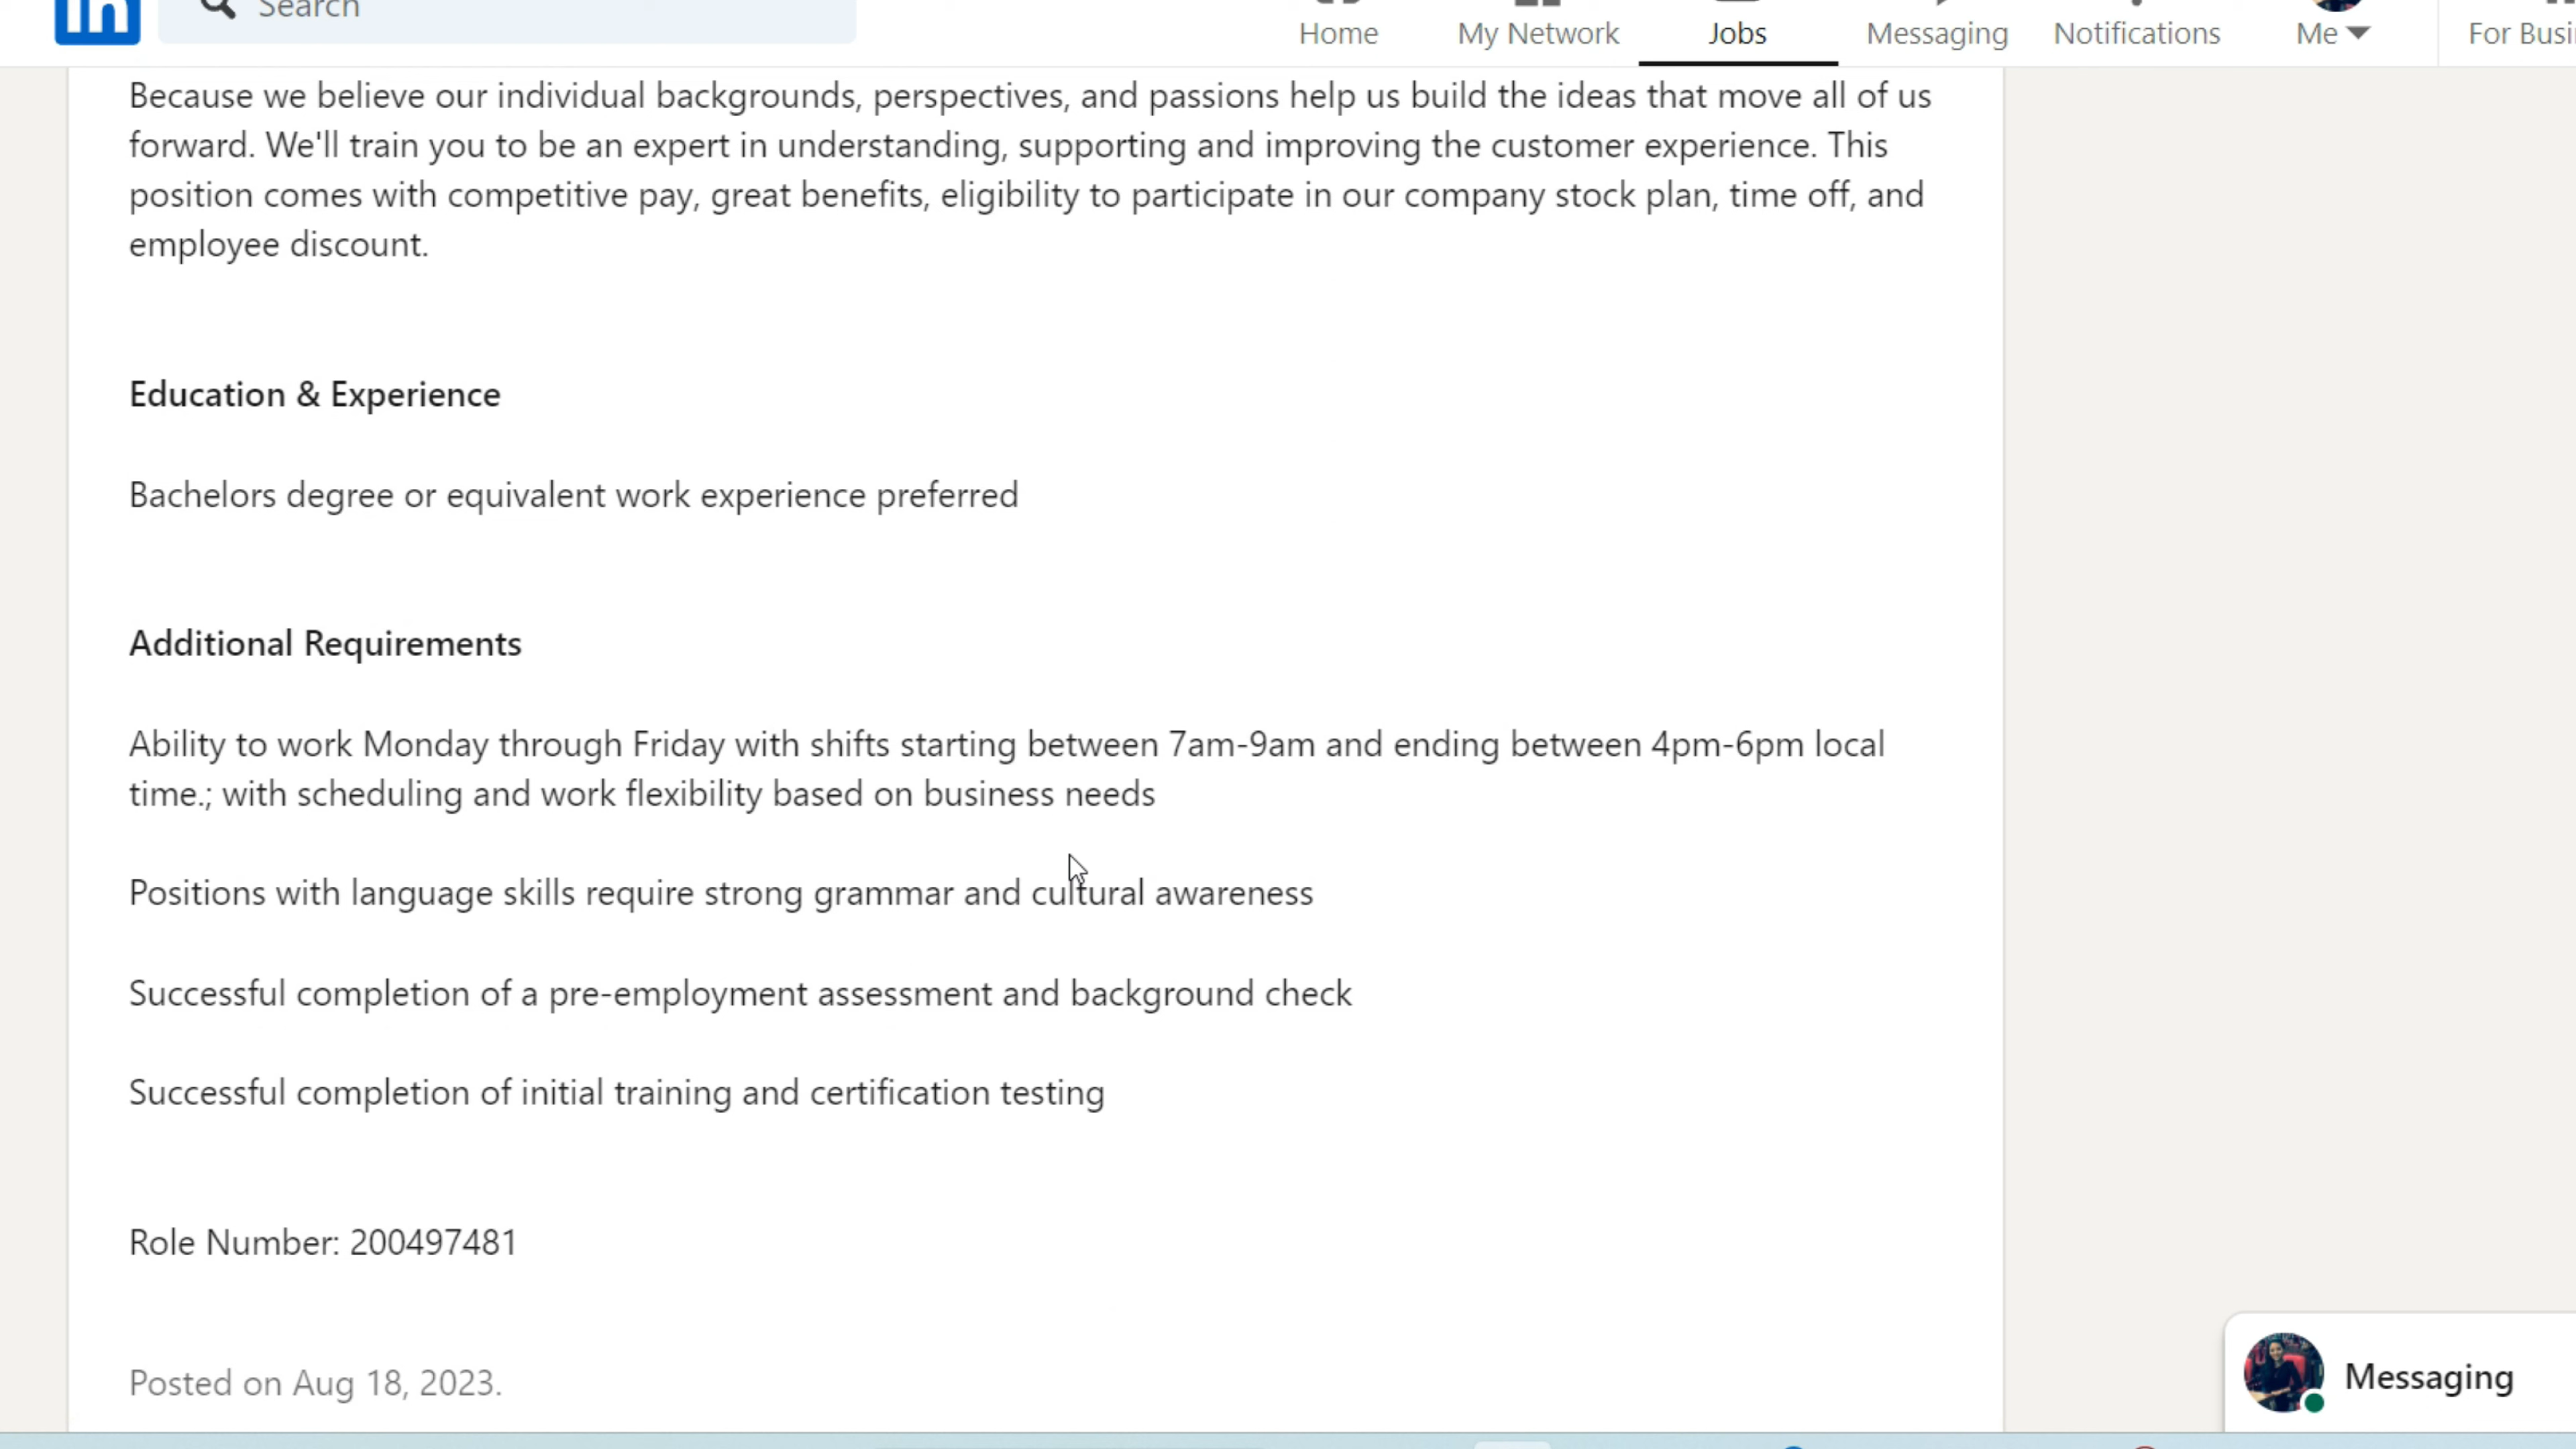 in
Search
Home
My Network
Jobs
Messaging
Notifications
Me
For Busi
Because we believe our individual backgrounds, perspectives, and passions help us build the ideas that move all of us
forward. We'll train you to be an expert in understanding, supporting and improving the customer experience. This
position comes with competitive pay, great benefits, eligibility to participate in our company stock plan, time off, and
employee discount.
Education & Experience
Bachelors degree or equivalent work experience preferred
Additional Requirements
Ability to work Monday through Friday with shifts starting between 7am-9am and ending between 4pm-6pm local
time.; with scheduling and work flexibility based on business needs
Positions with language skills require strong grammar and cultural awareness
Successful completion of a pre-employment assessment and background check
Successful completion of initial training and certification testing
Role Number: 200497481
Posted on Aug 18, 2023.
Messaging